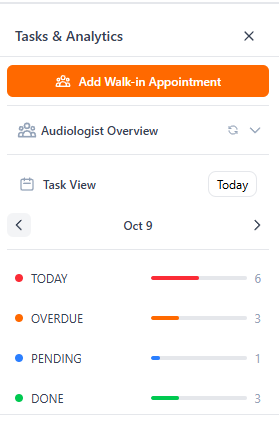 Tasks & Analytics
Add Walk-in Appointment
Audiologist Overview
Task View
Today
Oct 9
TODAY 6
OVERDUE 3
PENDING 1
DONE 3